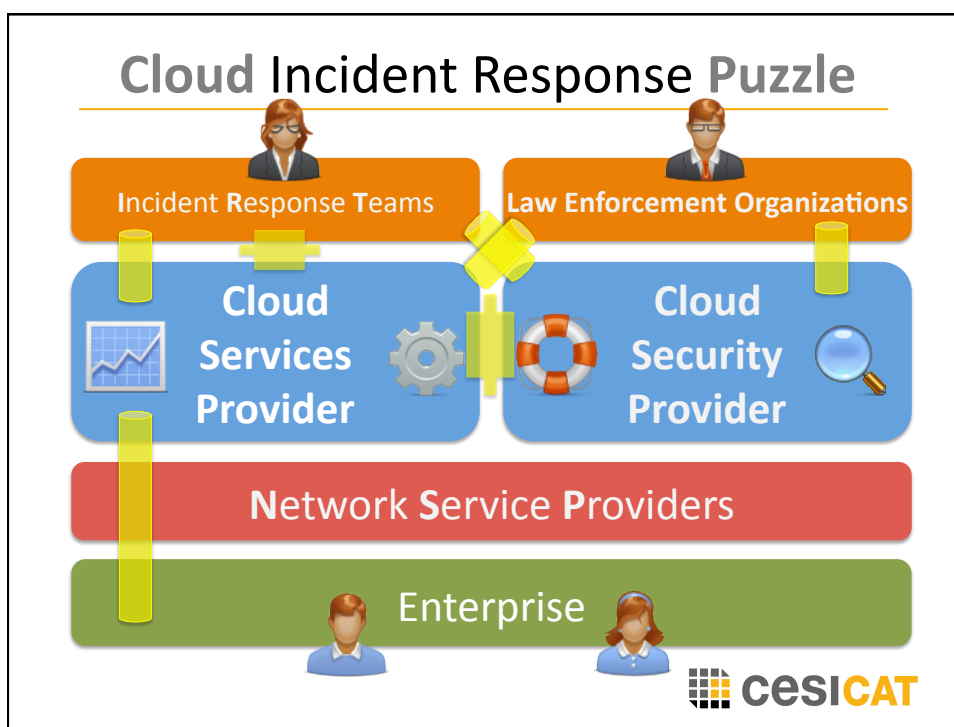 Cloud Incident Response Puzzle
Incident Response Teams
Law Enforcement Organizations
Cloud
Services
Provider
Cloud
Security
Provider
Network Service Providers
Enterprise
cesicat